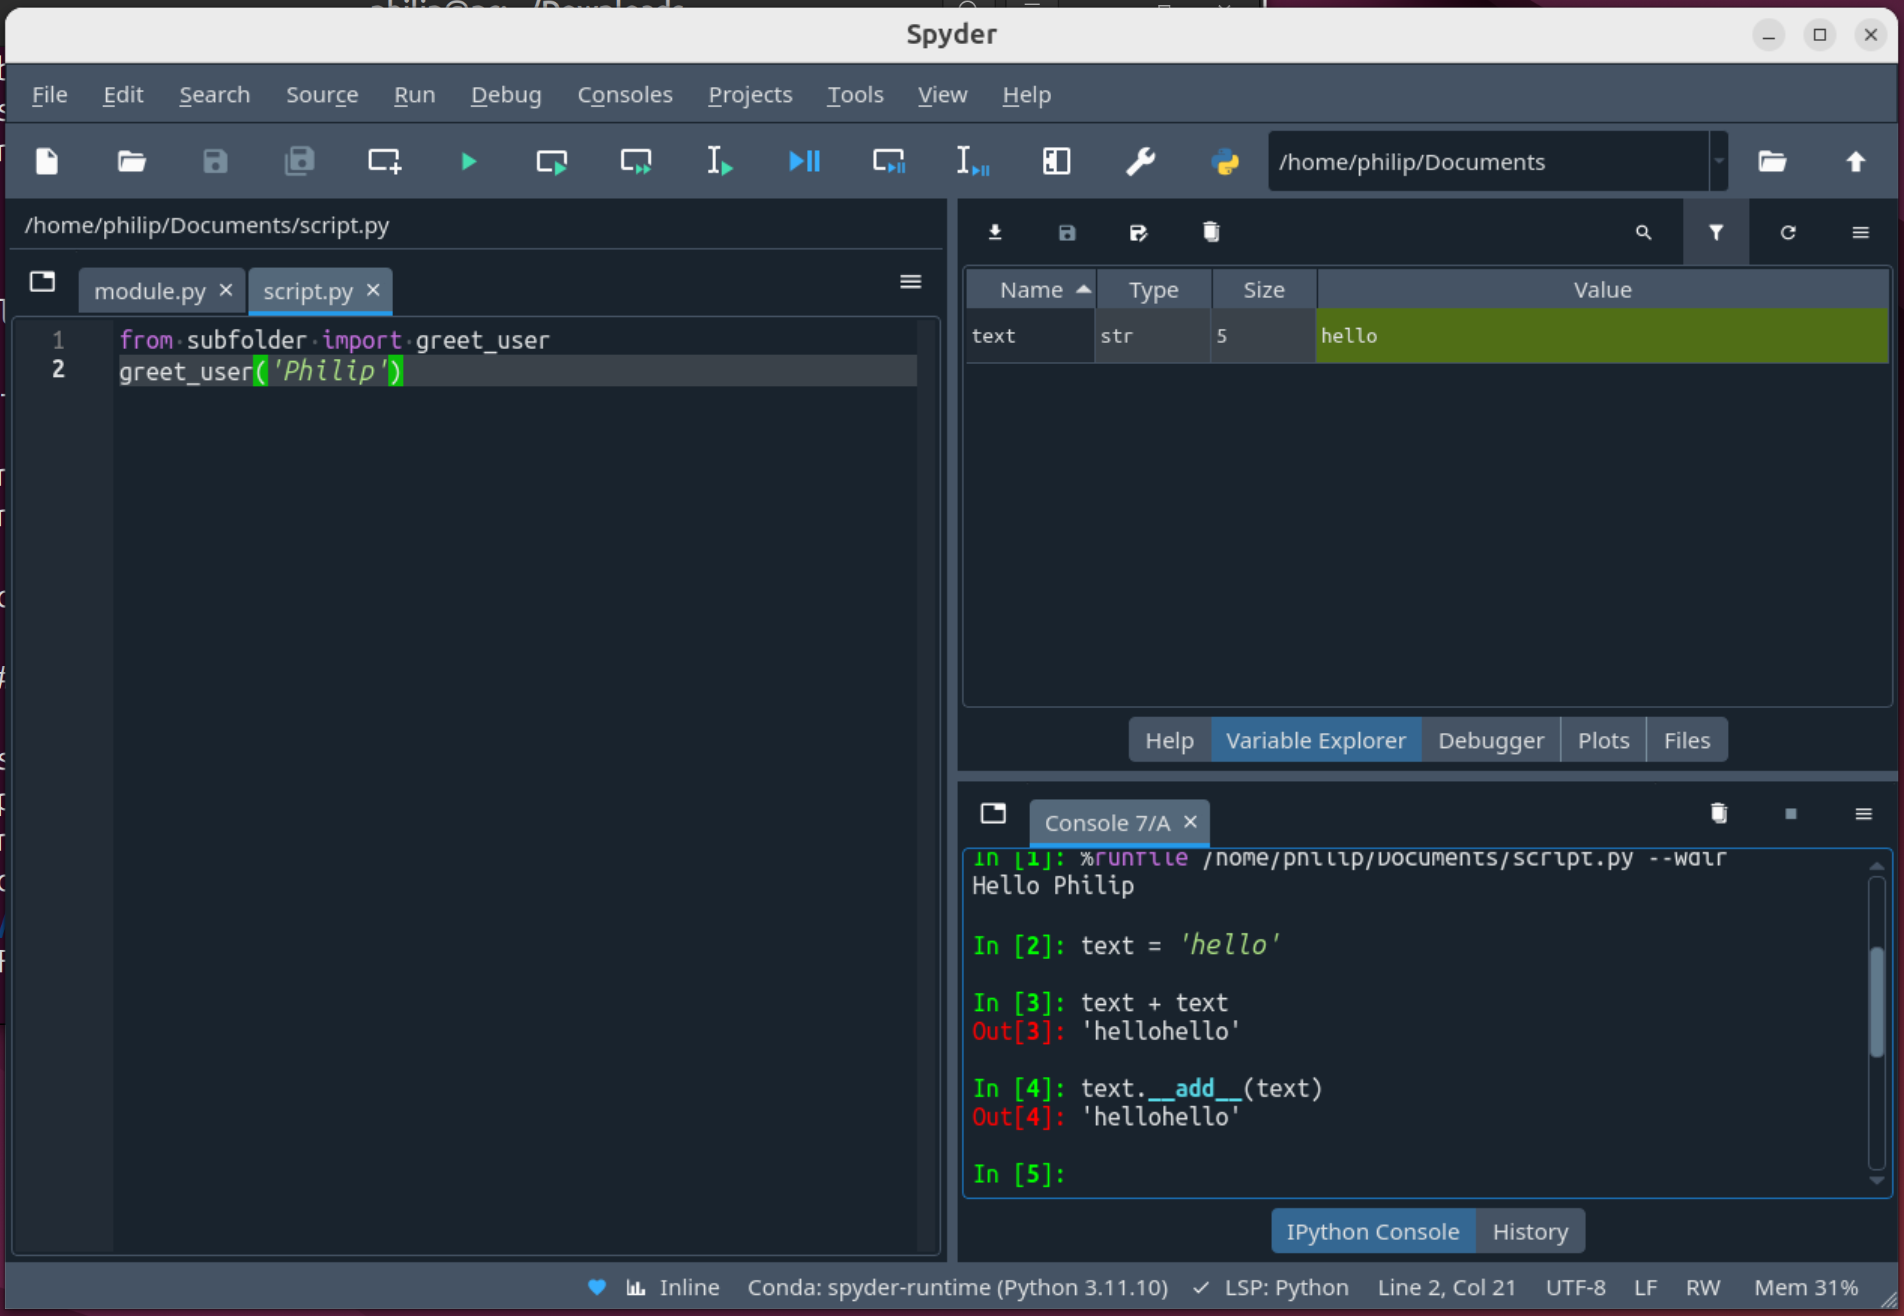 Spyder
File Edit Search Source Run Debug Consoles Projects Tools View Help
/home/philip/Documents
/home/philip/Documents/script.py
module.py script.py
1 from subfolder import greet_user
2 greet_user('Philip')
Name Type Size Value
text str 5 hello
Help Variable Explorer Debugger Plots Files
Console 7/A
In [1]: %runfile /home/philip/Documents/script.py --wdir
Hello Philip
In [2]: text = 'hello'
In [3]: text + text
Out[3]: 'hellohello'
In [4]: text.__add__(text)
Out[4]: 'hellohello'
In [5]:
IPython Console History
Inline Conda: spyder-runtime (Python 3.11.10) ✓ LSP: Python Line 2, Col 21 UTF-8 LF RW Mem 31%